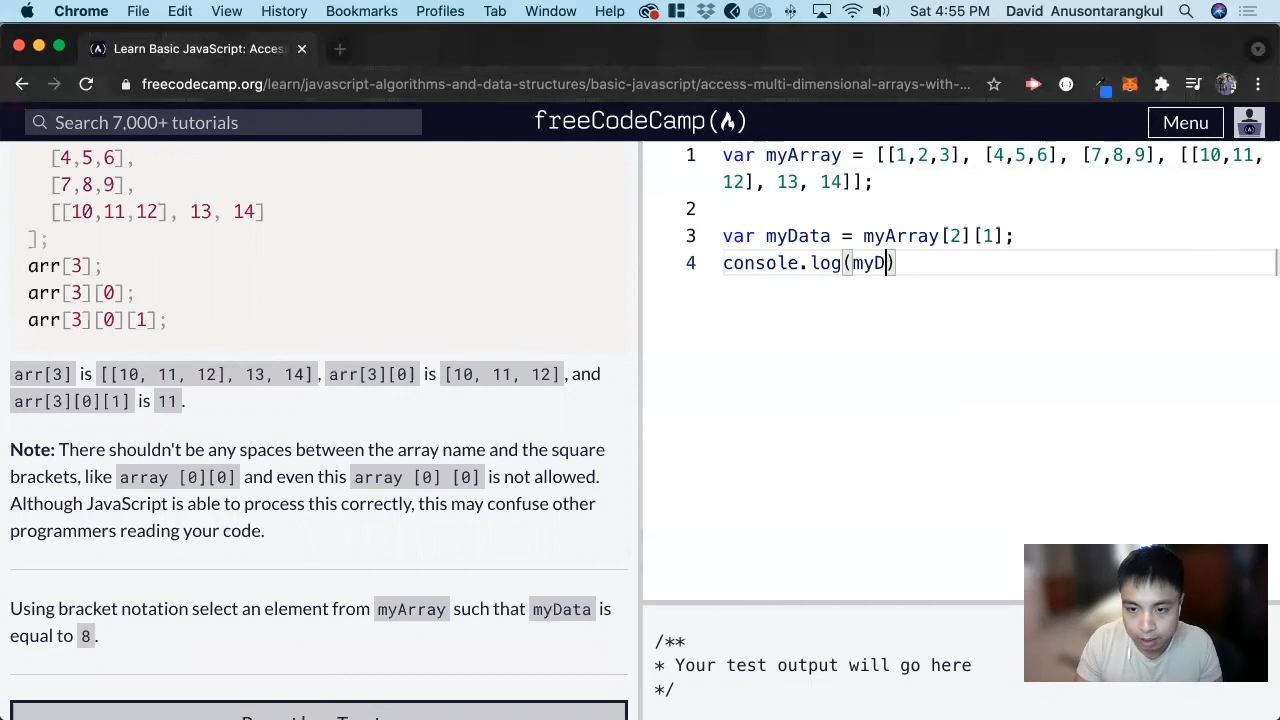 Chrome File Edit View History Bookmarks Profiles Tab Window Help Sat 4:55 PM David Anusontarangkul
Learn Basic JavaScript: Acces
freecodecamp.org/learn/javascript-algorithms-and-data-structures/basic-javascript/access-multi-dimensional-arrays-with-...
Search 7,000+ tutorials
freeCodeCamp
Menu
[4,5,6],
[7,8,9],
[[10,11,12], 13, 14]
];
arr[3];
arr[3][0];
arr[3][0][1];
arr[3] is [[10, 11, 12], 13, 14], arr[3][0] is [10, 11, 12], and
arr[3][0][1] is 11.
Note: There shouldn't be any spaces between the array name and the square
brackets, like array [0][0] and even this array [0] [0] is not allowed.
Although JavaScript is able to process this correctly, this may confuse other
programmers reading your code.
Using bracket notation select an element from myArray such that myData is
equal to 8.
1 var myArray = [[1,2,3], [4,5,6], [7,8,9], [[10,11,
12], 13, 14]];
2
3 var myData = myArray[2][1];
4 console.log(myD)
/**
* Your test output will go here
*/